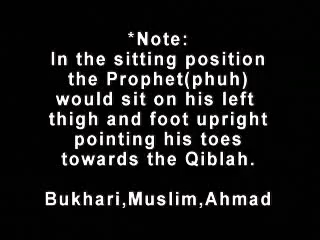 *Note:
In the sitting position
the Prophet(phuh)
would sit on his left
thigh and foot upright
pointing his toes
towards the Qiblah.
Bukhari,Muslim,Ahmad